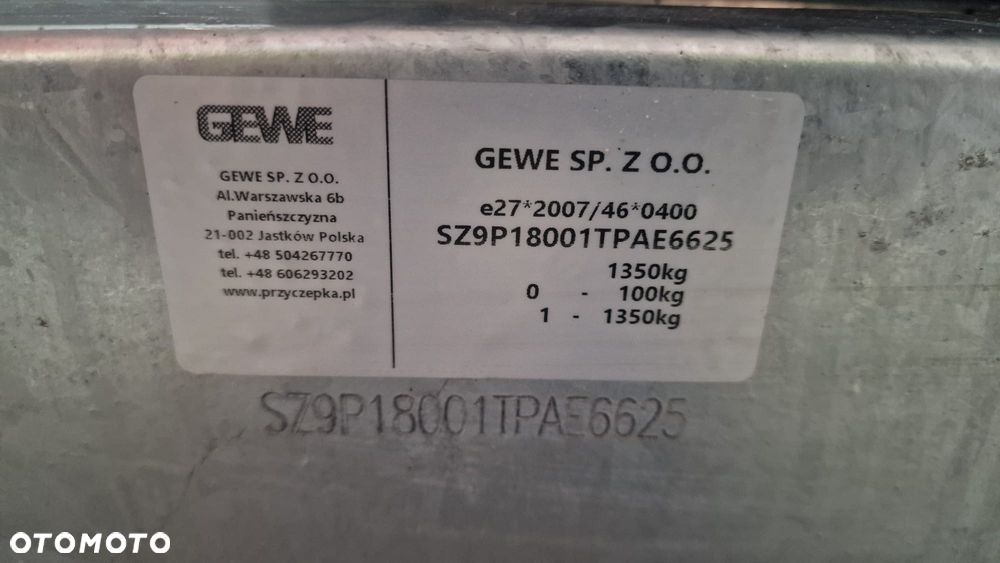 GEWE
GEWE SP. Z O.O.
Al.Warszawska 6b
Panieńszczyzna
21-002 Jastków Polska
tel. +48 504267770
tel. +48 606293202
www.przyczepka.pl
GEWE SP. Z O.O.
e27*2007/46*0400
SZ9P18001TPAE6625
1350kg
0 - 100kg
1 - 1350kg
SZ9P18001TPAE6625
OTOMOTO